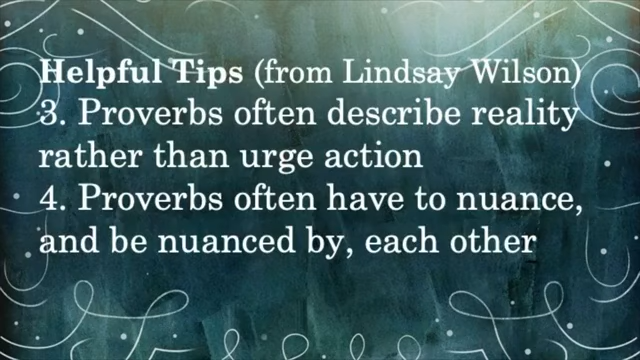 Helpful Tips (from Lindsay Wilson)
3. Proverbs often describe reality
rather than urge action
4. Proverbs often have to nuance,
and be nuanced by, each other